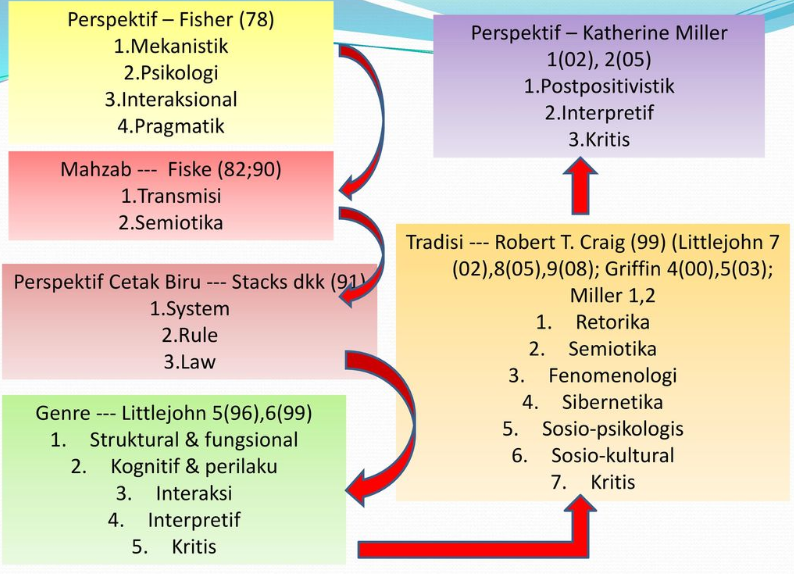 Perspektif – Fisher (78)
1.Mekanistik
2.Psikologi
3.Interaksional
4.Pragmatik
Mahzab --- Fiske (82;90)
1.Transmisi
2.Semiotika
Perspektif Cetak Biru --- Stacks dkk (91)
1.System
2.Rule
3.Law
Genre --- Littlejohn 5(96),6(99)
1. Struktural & fungsional
2. Kognitif & perilaku
3. Interaksi
4. Interpretif
5. Kritis
Tradisi --- Robert T. Craig (99) (Littlejohn 7
(02),8(05),9(08); Griffin 4(00),5(03);
Miller 1,2
1. Retorika
2. Semiotika
3. Fenomenologi
4. Sibernetika
5. Sosio-psikologis
6. Sosio-kultural
7. Kritis
Perspektif – Katherine Miller
1(02), 2(05)
1.Postpositivistik
2.Interpretif
3.Kritis